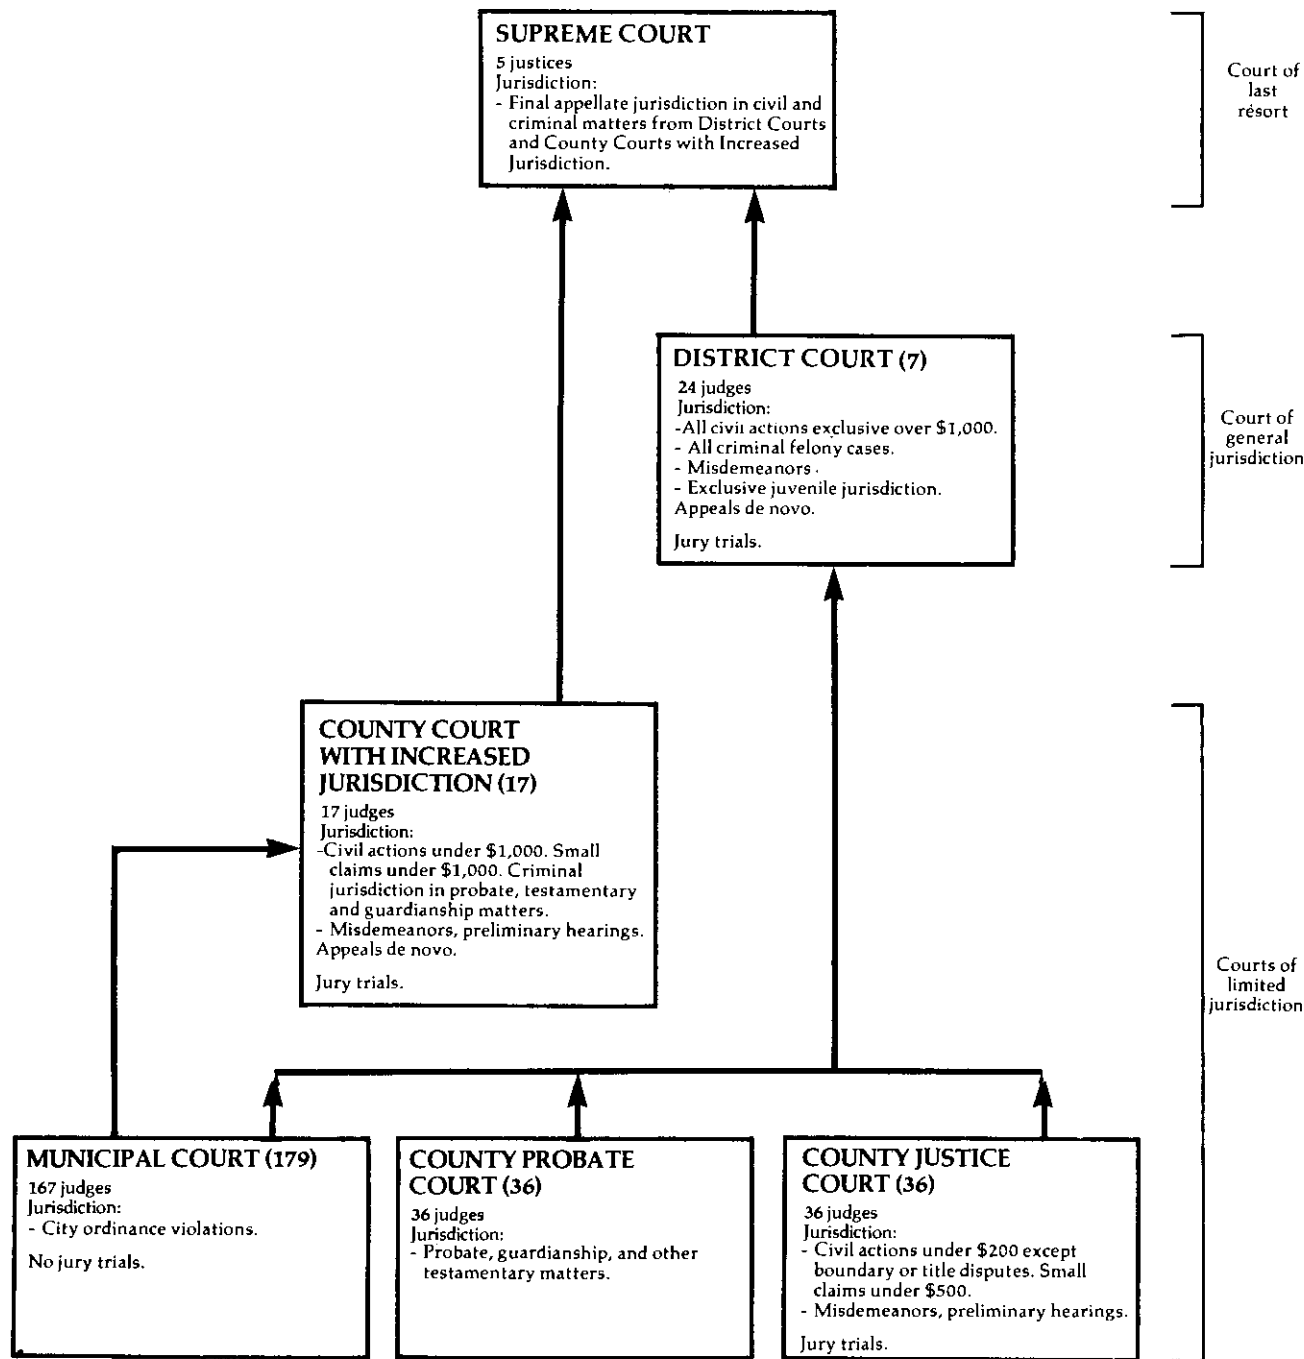 SUPREME COURT
5 justices
Jurisdiction:
- Final appellate jurisdiction in civil and
criminal matters from District Courts
and County Courts with Increased
Jurisdiction.
Court of
last
resort
DISTRICT COURT (7)
24 judges
Jurisdiction:
-All civil actions exclusive over $1,000.
- All criminal felony cases.
- Misdemeanors.
- Exclusive juvenile jurisdiction.
Appeals de novo.
Jury trials.
Court of
general
jurisdiction
COUNTY COURT
WITH INCREASED
JURISDICTION (17)
17 judges
Jurisdiction:
-Civil actions under $1,000. Small
claims under $1,000. Criminal
jurisdiction in probate, testamentary
and guardianship matters.
- Misdemeanors, preliminary hearings.
Appeals de novo.
Jury trials.
Courts of
limited
jurisdiction
MUNICIPAL COURT (179)
167 judges
Jurisdiction:
- City ordinance violations.
No jury trials.
COUNTY PROBATE
COURT (36)
36 judges
Jurisdiction:
- Probate, guardianship, and other
testamentary matters.
COUNTY JUSTICE
COURT (36)
36 judges
Jurisdiction:
- Civil actions under $200 except
boundary or title disputes. Small
claims under $500.
- Misdemeanors, preliminary hearings.
Jury trials.